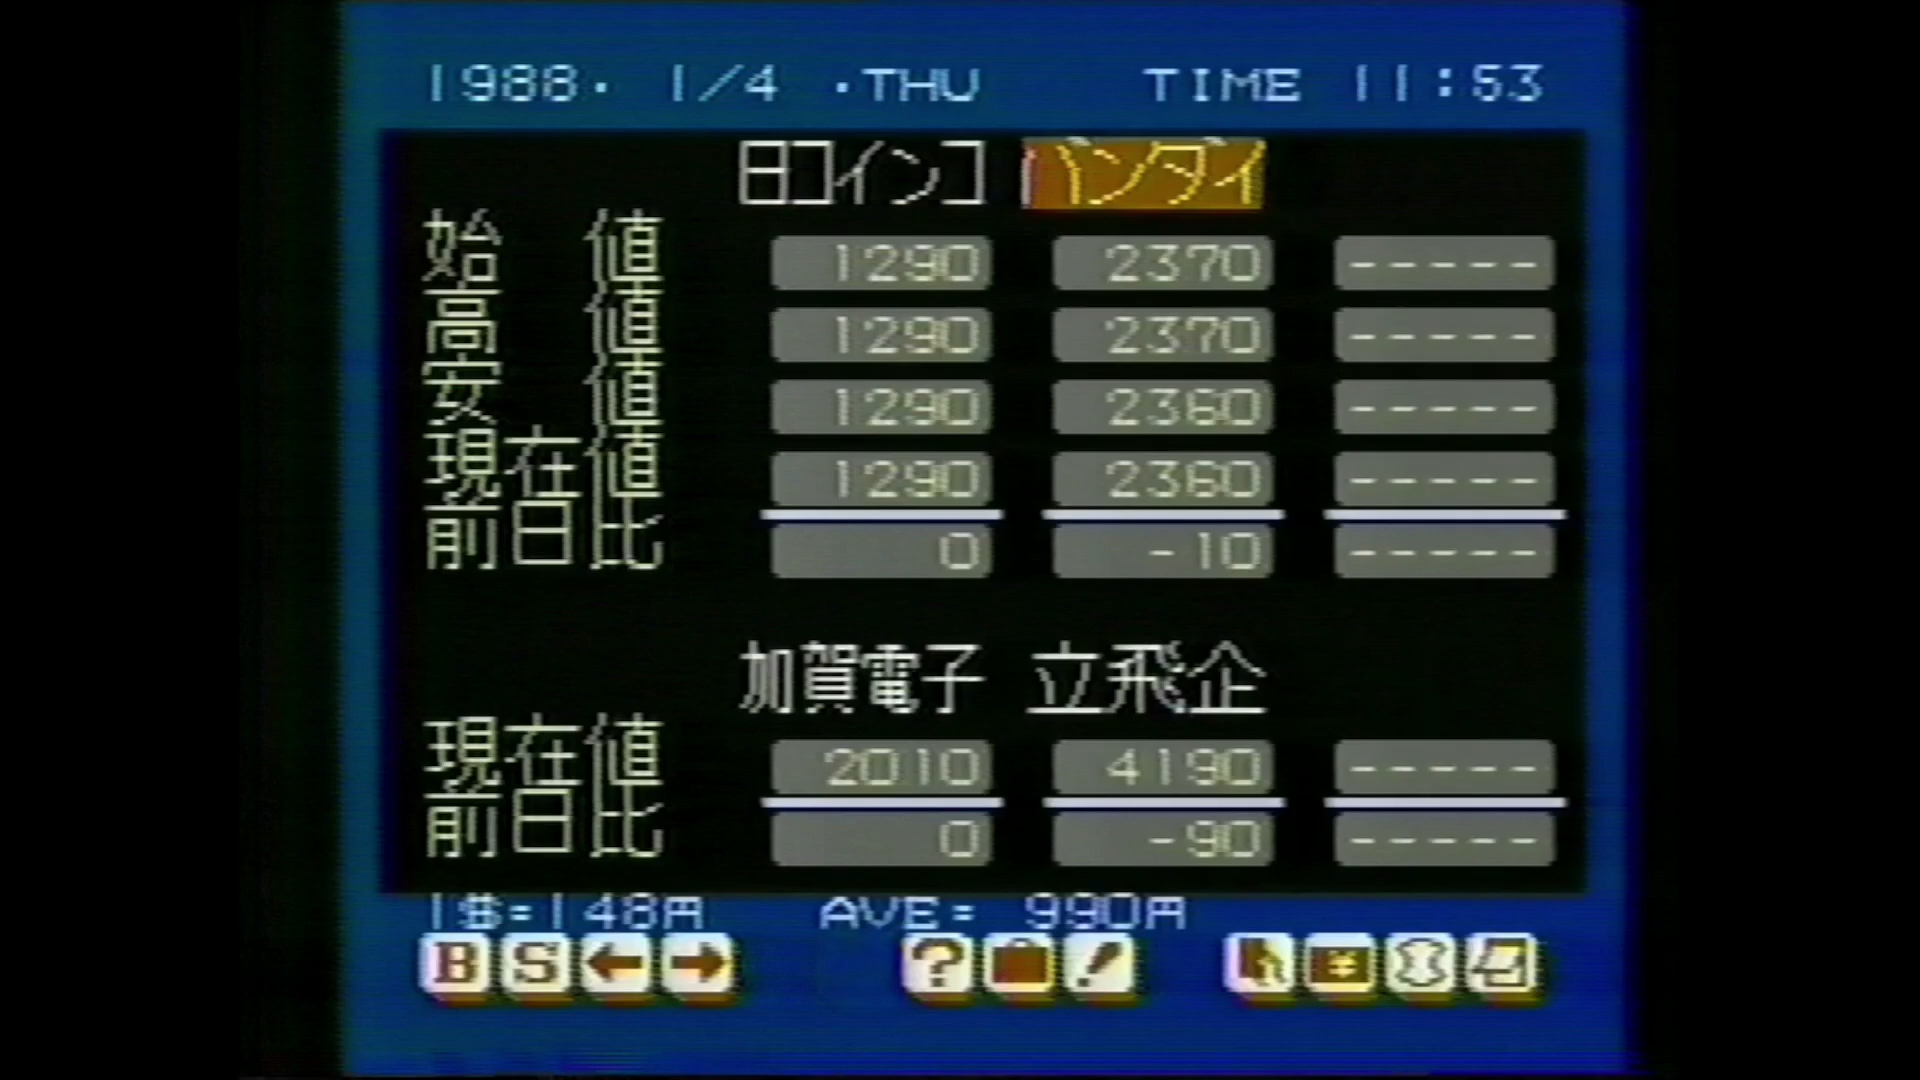 1988. 1/4 .THU TIME 11:53
日コインコ バンダイ
始値 1290 2370 -----
高値 1290 2370 -----
安値 1290 2360 -----
現在値 1290 2360 -----
前日比 0 -10 -----
加賀電子 立飛企
現在値 2010 4190 -----
前日比 0 -90 -----
1$=148円 AVE= 990円
B S ← → ? ! ¥